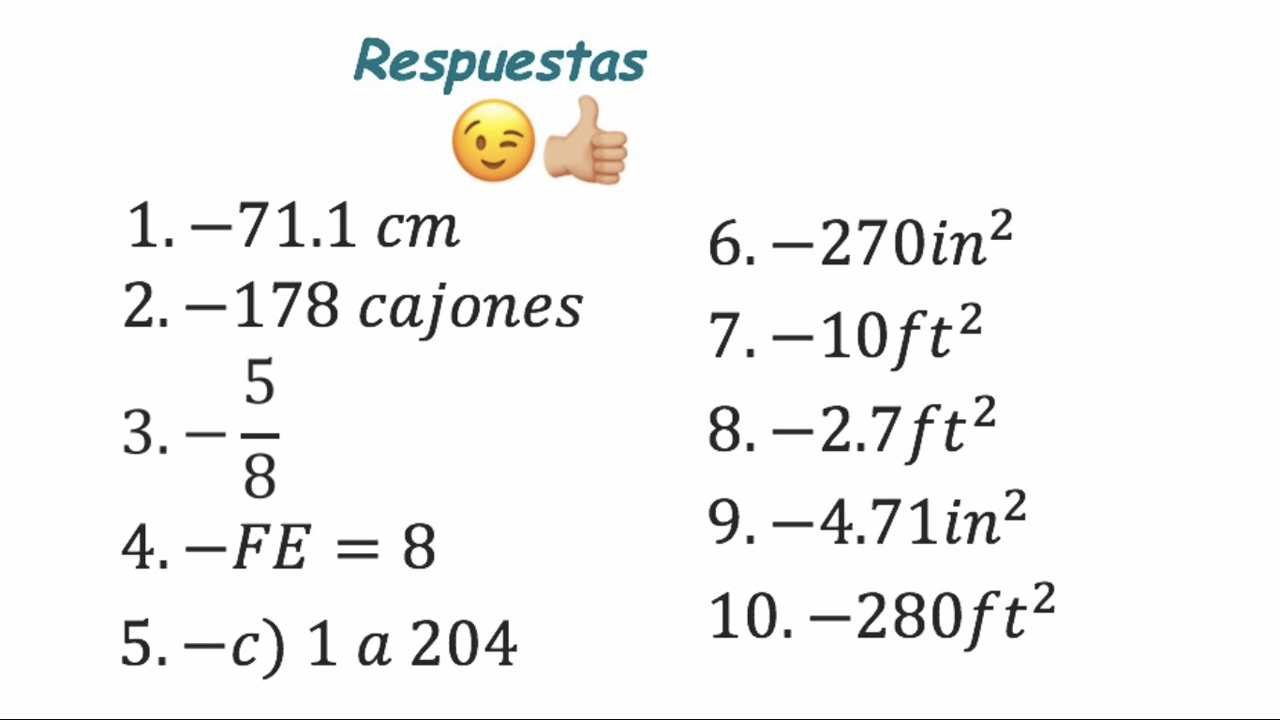 Respuestas
😉👍🏼
1. −71.1 cm
2. −178 cajones
3. − 5/8
4. −FE = 8
5. −c) 1 a 204
6. −270in²
7. −10ft²
8. −2.7ft²
9. −4.71in²
10. −280ft²